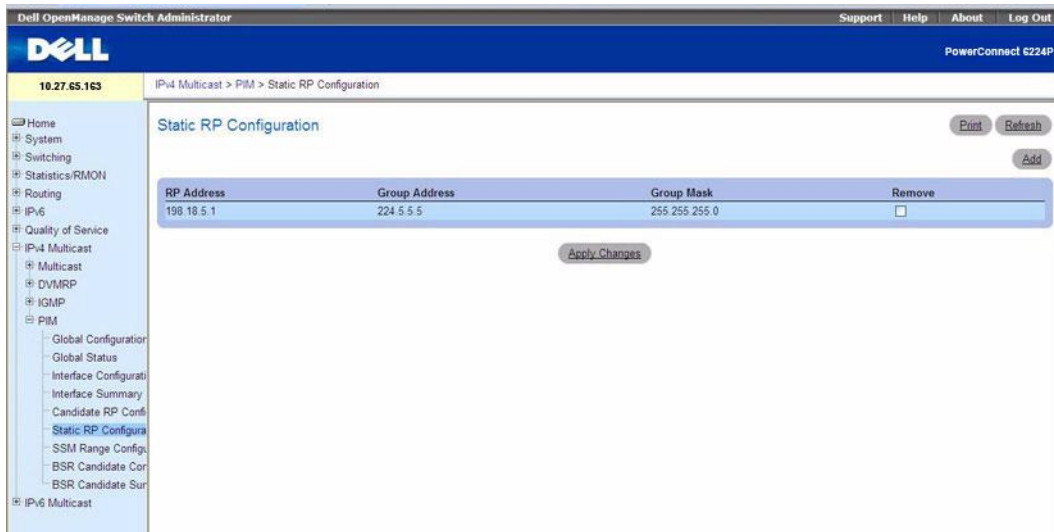 Dell OpenManage Switch Administrator Support Help About Log Out
DELL
PowerConnect 6224P
10.27.65.163
IPv4 Multicast > PIM > Static RP Configuration
Home
System
Switching
Statistics/RMON
Routing
IPv6
Quality of Service
IPv4 Multicast
Multicast
DVMRP
IGMP
PIM
Global Configuration
Global Status
Interface Configurati
Interface Summary
Candidate RP Confi
Static RP Configura
SSM Range Configu
BSR Candidate Con
BSR Candidate Sum
IPv6 Multicast
Static RP Configuration
Print Refresh
Add
RP Address Group Address Group Mask Remove
198.18.5.1 224.5.5.5 255.255.255.0
Apply Changes